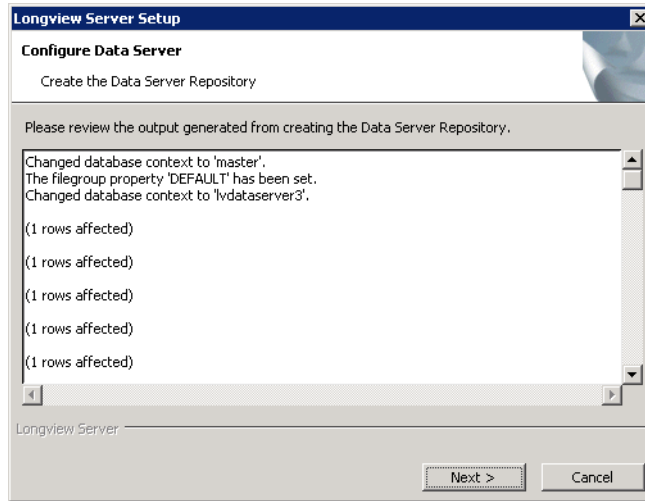 Longview Server Setup
Configure Data Server
Create the Data Server Repository
Please review the output generated from creating the Data Server Repository.
Changed database context to 'master'.
The filegroup property 'DEFAULT' has been set.
Changed database context to 'lvdataserver3'.
(1 rows affected)
(1 rows affected)
(1 rows affected)
(1 rows affected)
(1 rows affected)
Longview Server
Next >
Cancel